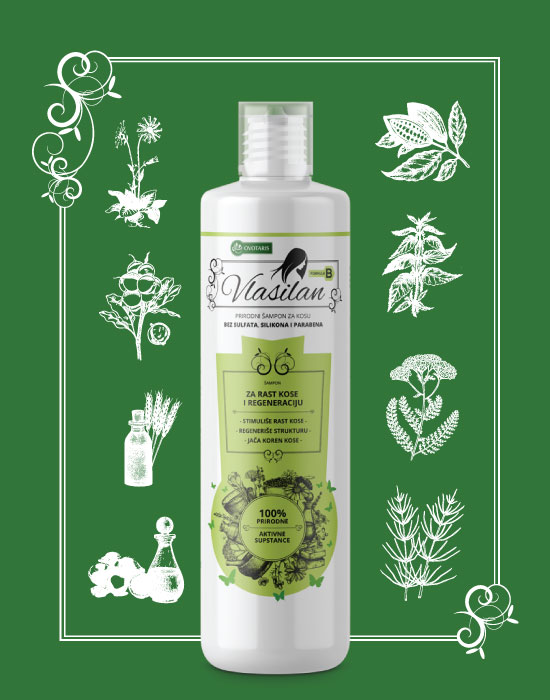 OVOTARIS
FORMULA B
Vlasilan
PRIRODNI ŠAMPON ZA KOSU
BEZ SULFATA, SILIKONA I PARABENA
ŠAMPON
ZA RAST KOSE
I REGENERACIJU
- STIMULIŠE RAST KOSE -
- REGENERIŠE STRUKTURU -
- JAČA KOREN KOSE -
100%
PRIRODNE
AKTIVNE
SUPSTANCE